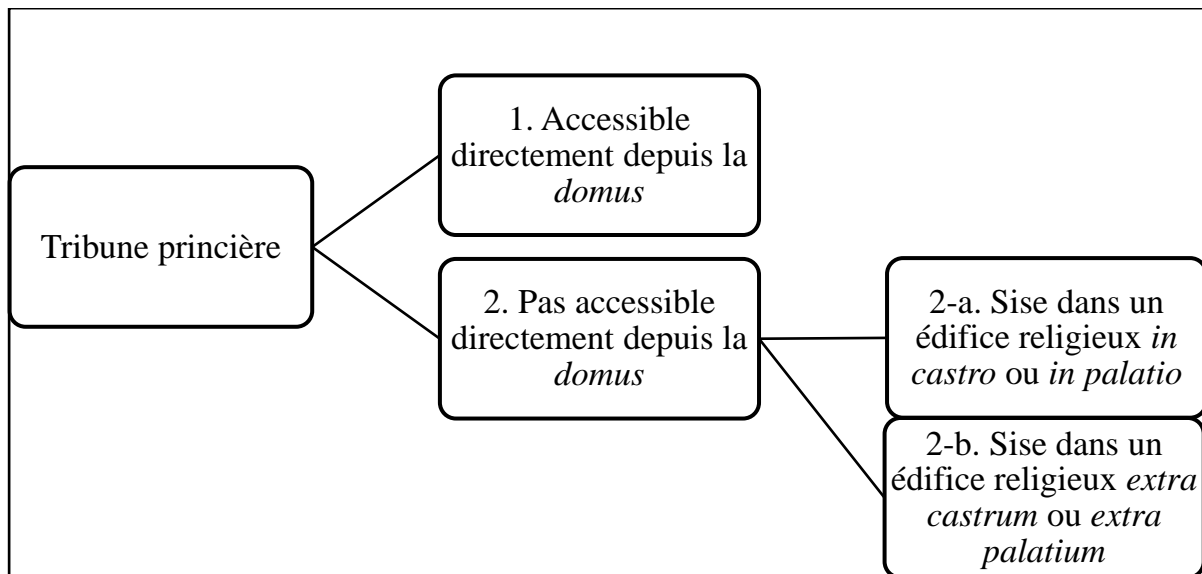 Tribune princière
1. Accessible
directement depuis la
domus
2. Pas accessible
directement depuis la
domus
2-a. Sise dans un
édifice religieux in
castro ou in palatio
2-b. Sise dans un
édifice religieux extra
castrum ou extra
palatium